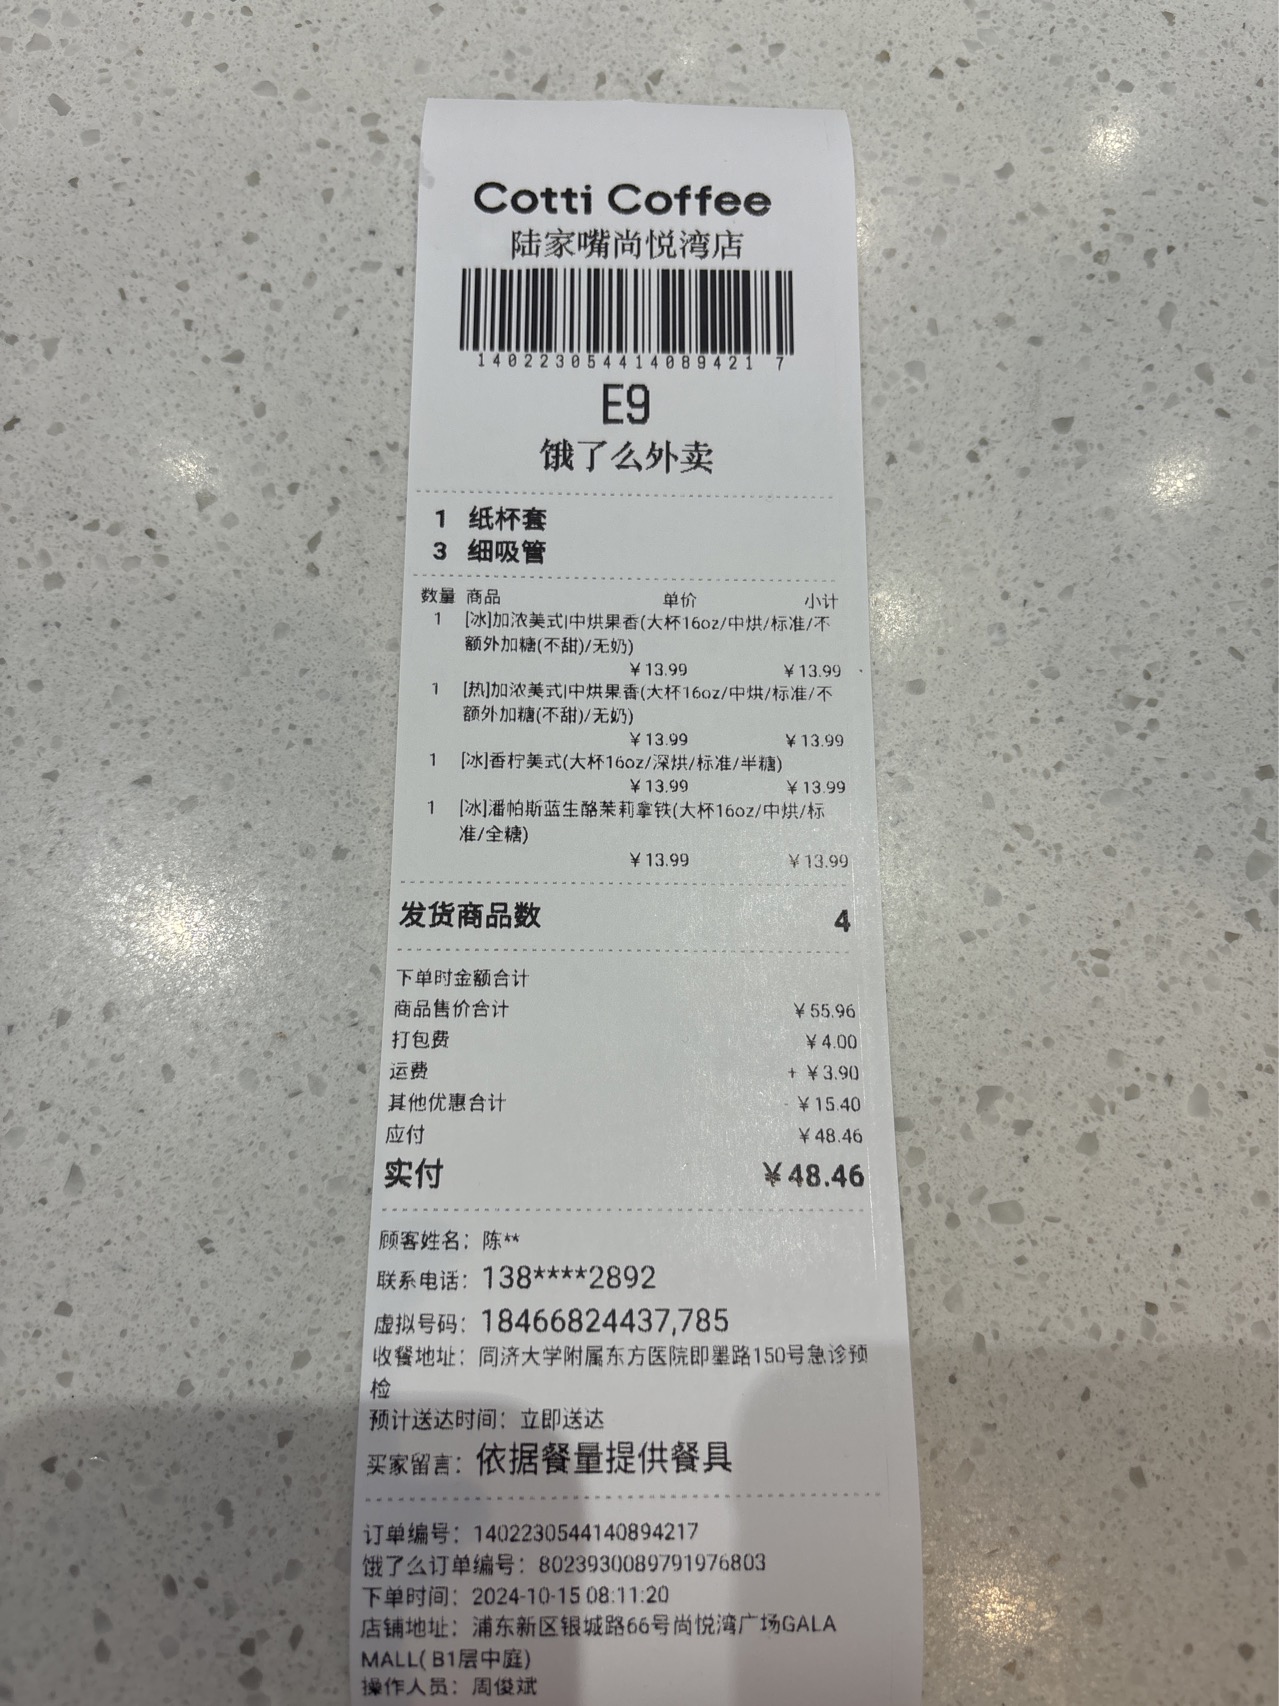 Cotti Coffee
陆家嘴尚悦湾店
1402230544140894217
E9
饿了么外卖
1 纸杯套
3 细吸管
数量 商品 单价 小计
1 [冰]加浓美式|中烘果香(大杯16oz/中烘/标准/不
额外加糖(不甜)/无奶)
￥13.99 ￥13.99
1 [热]加浓美式|中烘果香(大杯16oz/中烘/标准/不
额外加糖(不甜)/无奶)
￥13.99 ￥13.99
1 [冰]香柠美式(大杯16oz/深烘/标准/半糖)
￥13.99 ￥13.99
1 [冰]潘帕斯蓝生酪茉莉拿铁(大杯16oz/中烘/标
准/全糖)
￥13.99 ￥13.99
发货商品数 4
下单时金额合计
商品售价合计 ￥55.96
打包费 ￥4.00
运费 + ￥3.90
其他优惠合计 - ￥15.40
应付 ￥48.46
实付 ￥48.46
顾客姓名：陈**
联系电话：138****2892
虚拟号码：18466824437,785
收餐地址：同济大学附属东方医院即墨路150号急诊预
检
预计送达时间：立即送达
买家留言：依据餐量提供餐具
订单编号：1402230544140894217
饿了么订单编号：8023930089791976803
下单时间：2024-10-15 08:11:20
店铺地址：浦东新区银城路66号尚悦湾广场GALA
MALL( B1层中庭)
操作人员：周俊斌